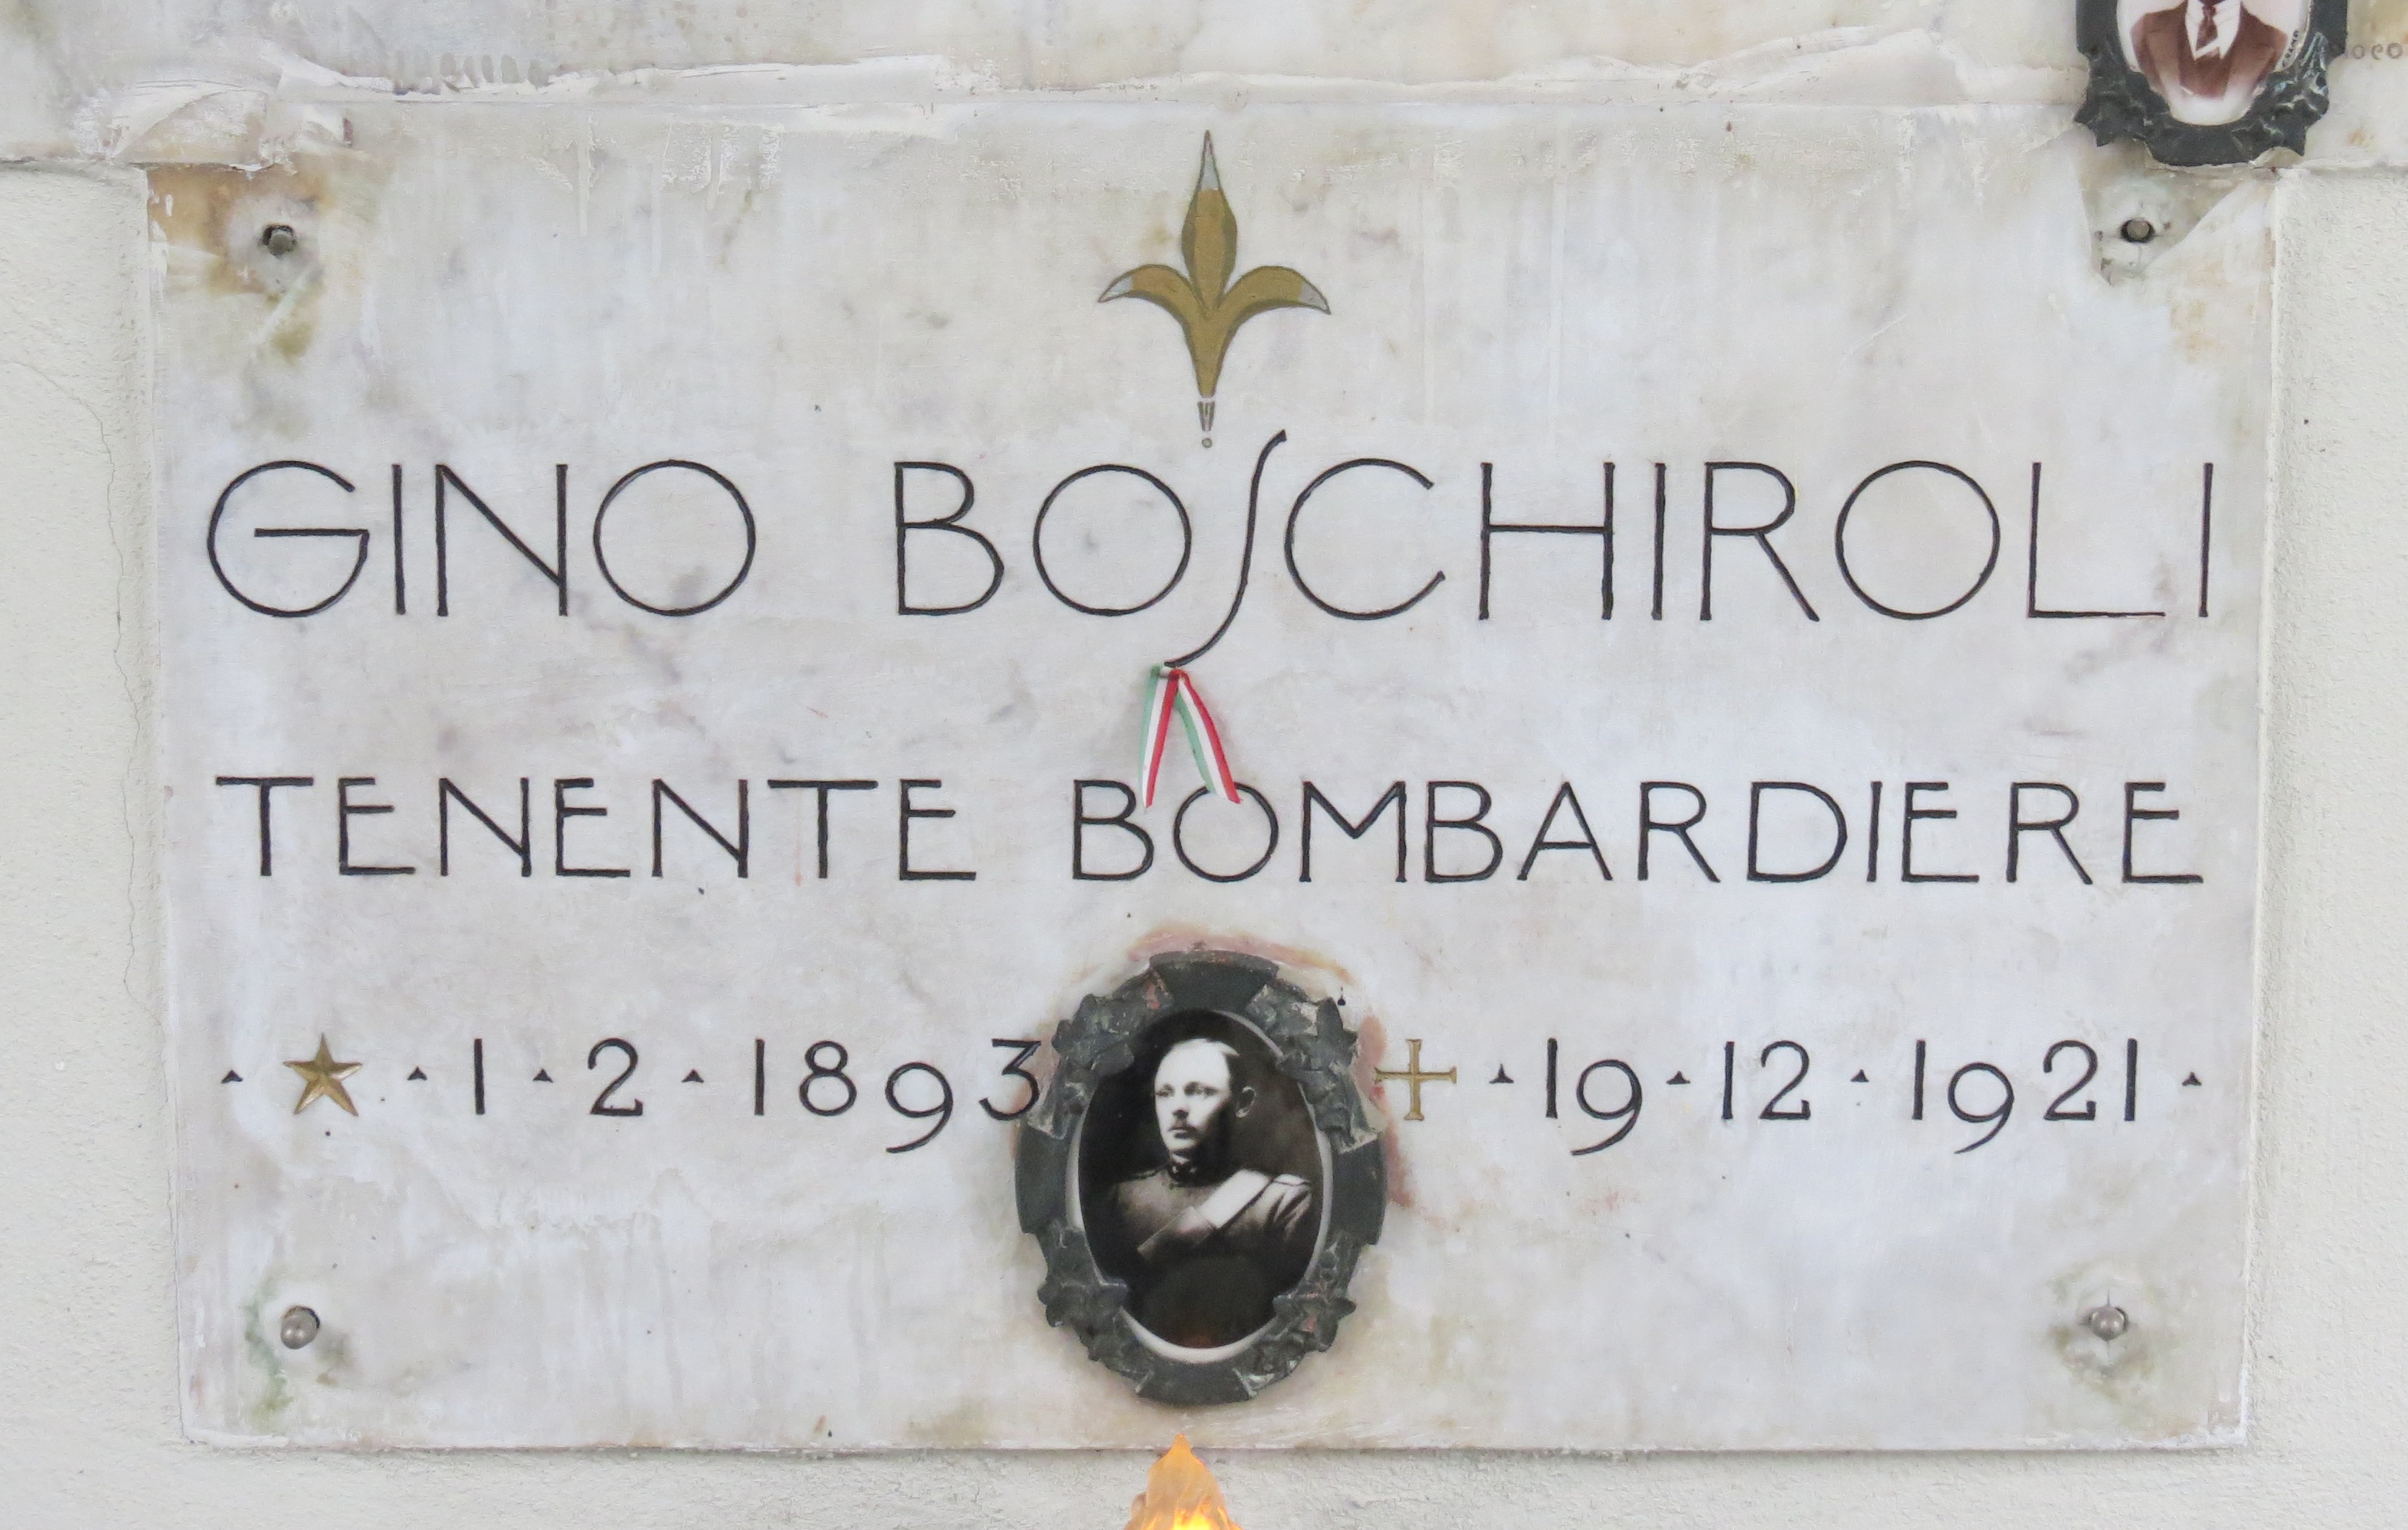 GINO BOSCHIROLI
TENENTE BOMBARDIERE
1 · 2 · 1893 19 · 12 · 1921